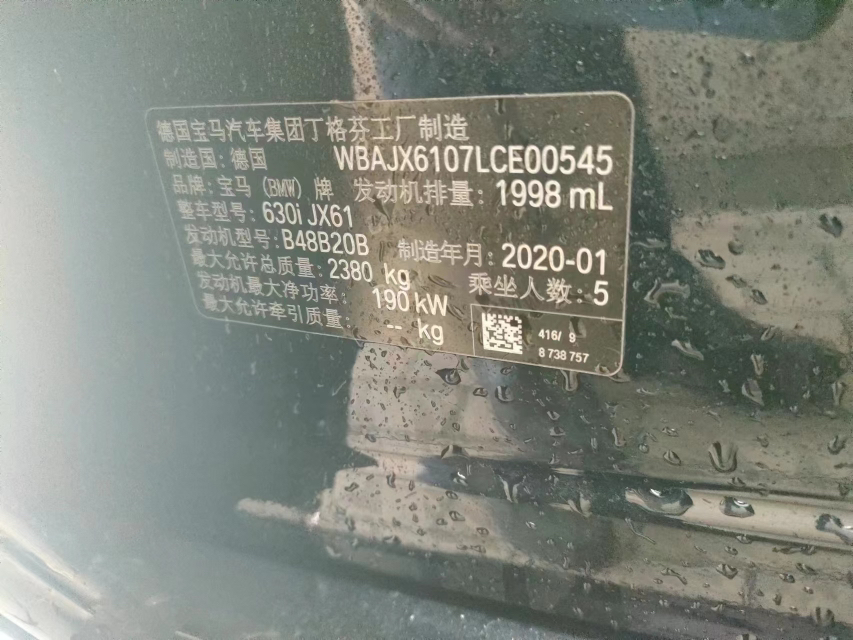 德国宝马汽车集团丁格芬工厂制造
制造国：德国 WBAJX6107LCE00545
品牌：宝马（BMW）牌 发动机排量：1998 mL
整车型号：630i JX61
发动机型号：B48B20B 制造年月：2020-01
最大允许总质量：2380 kg 乘坐人数：5
发动机最大净功率： 190 kW
最大允许牵引质量： -- kg
416/ 9
8 738 757